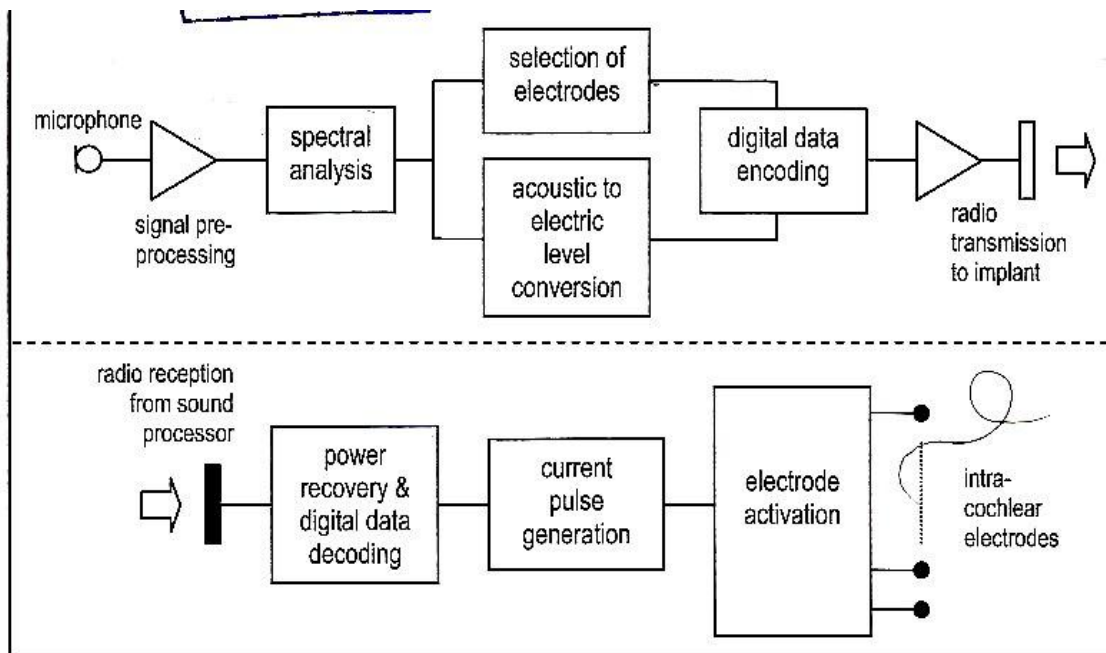 microphone
signal pre-
processing
spectral
analysis
selection of
electrodes
acoustic to
electric
level
conversion
digital data
encoding
radio
transmission
to implant
radio reception
from sound
processor
power
recovery &
digital data
decoding
current
pulse
generation
electrode
activation
intra-
cochlear
electrodes